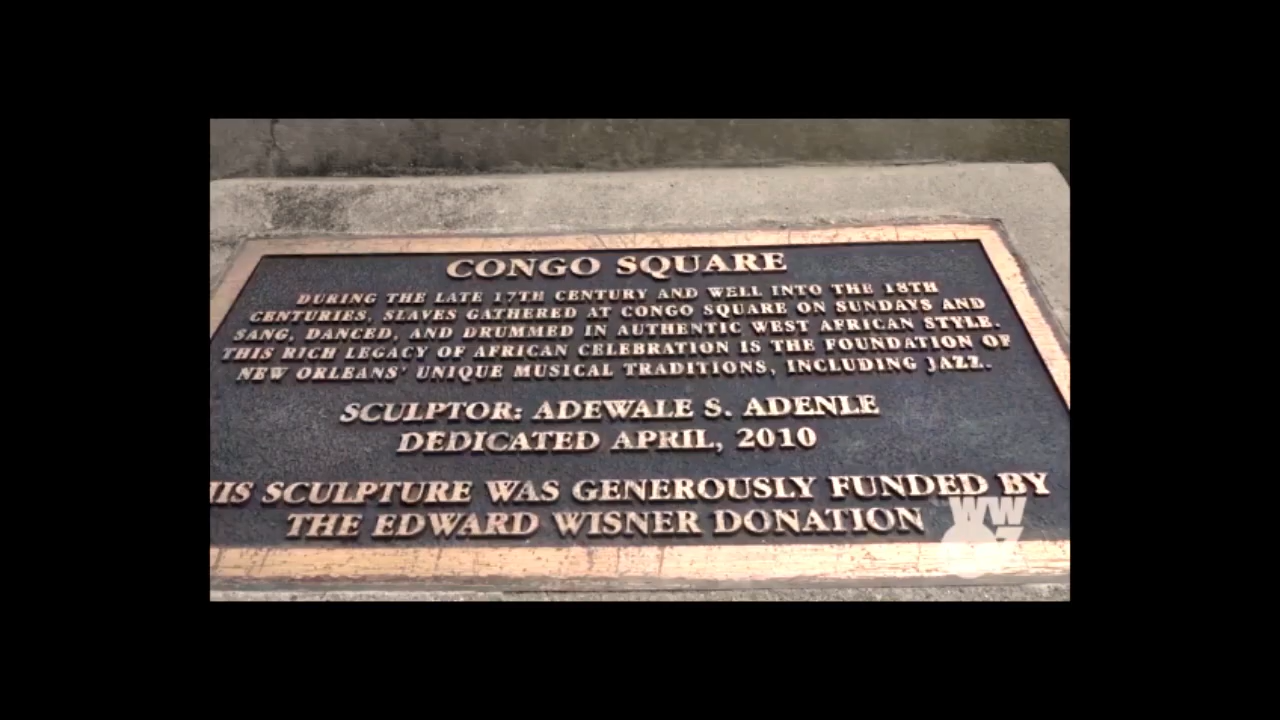 CONGO SQUARE
DURING THE LATE 17TH CENTURY AND WELL INTO THE 18TH
CENTURIES, SLAVES GATHERED AT CONGO SQUARE ON SUNDAYS AND
SANG, DANCED, AND DRUMMED IN AUTHENTIC WEST AFRICAN STYLE.
THIS RICH LEGACY OF AFRICAN CELEBRATION IS THE FOUNDATION OF
NEW ORLEANS' UNIQUE MUSICAL TRADITIONS, INCLUDING JAZZ.
SCULPTOR: ADEWALE S. ADENLE
DEDICATED APRIL, 2010
IS SCULPTURE WAS GENEROUSLY FUNDED BY
THE EDWARD WISNER DONATION
WW